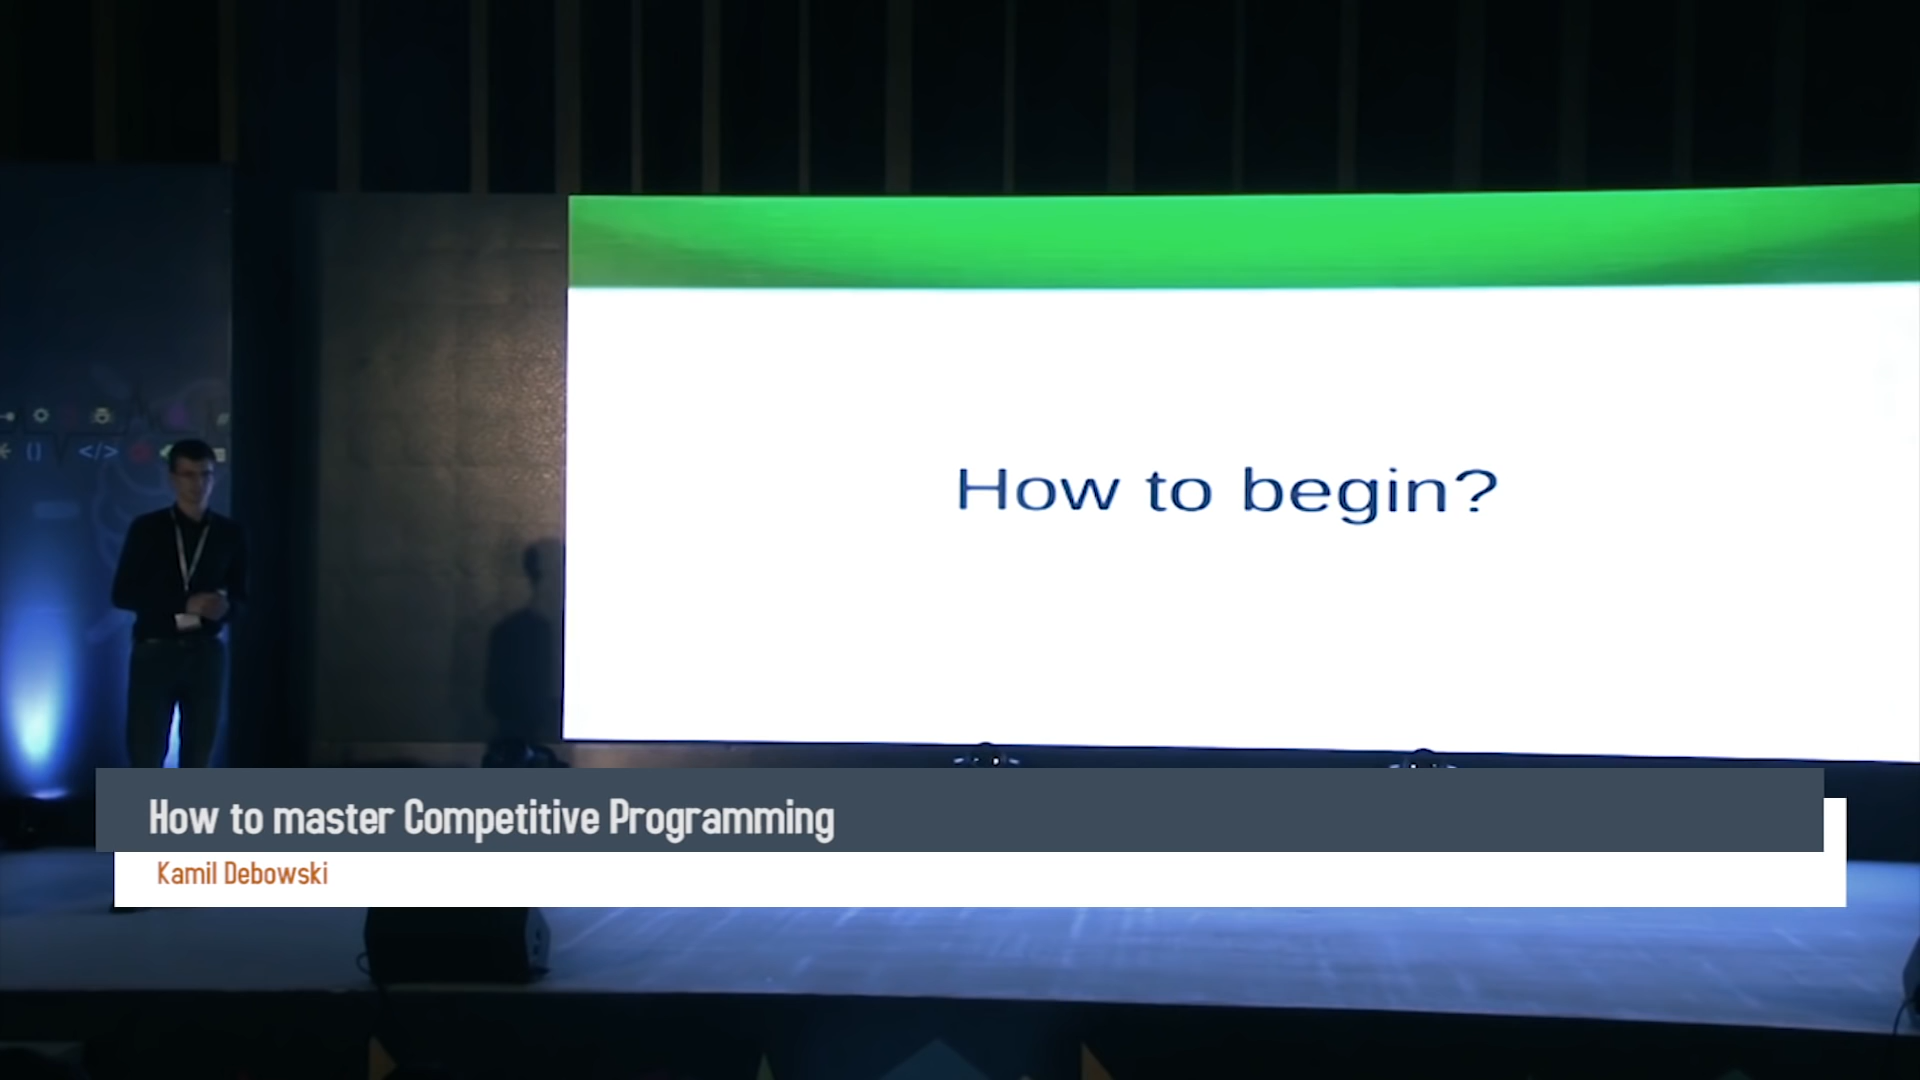 How to begin?
[]
</>
How to master Competitive Programming
Kamil Debowski